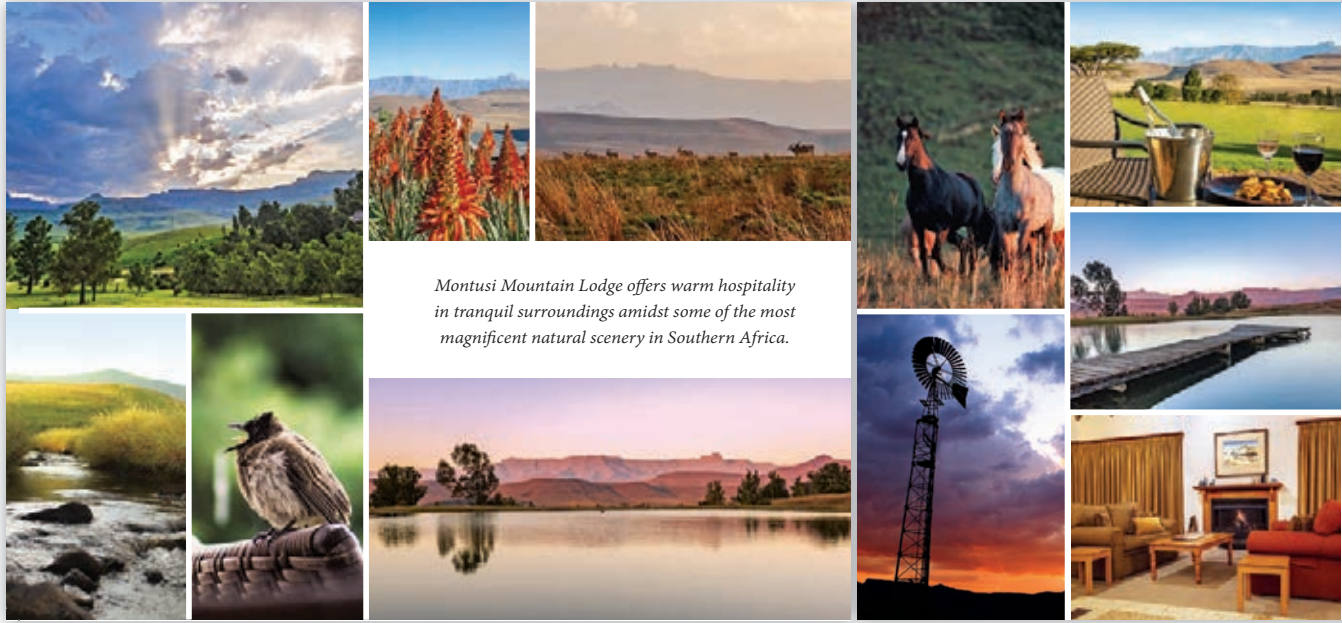 Montusi Mountain Lodge offers warm hospitality
in tranquil surroundings amidst some of the most
magnificent natural scenery in Southern Africa.